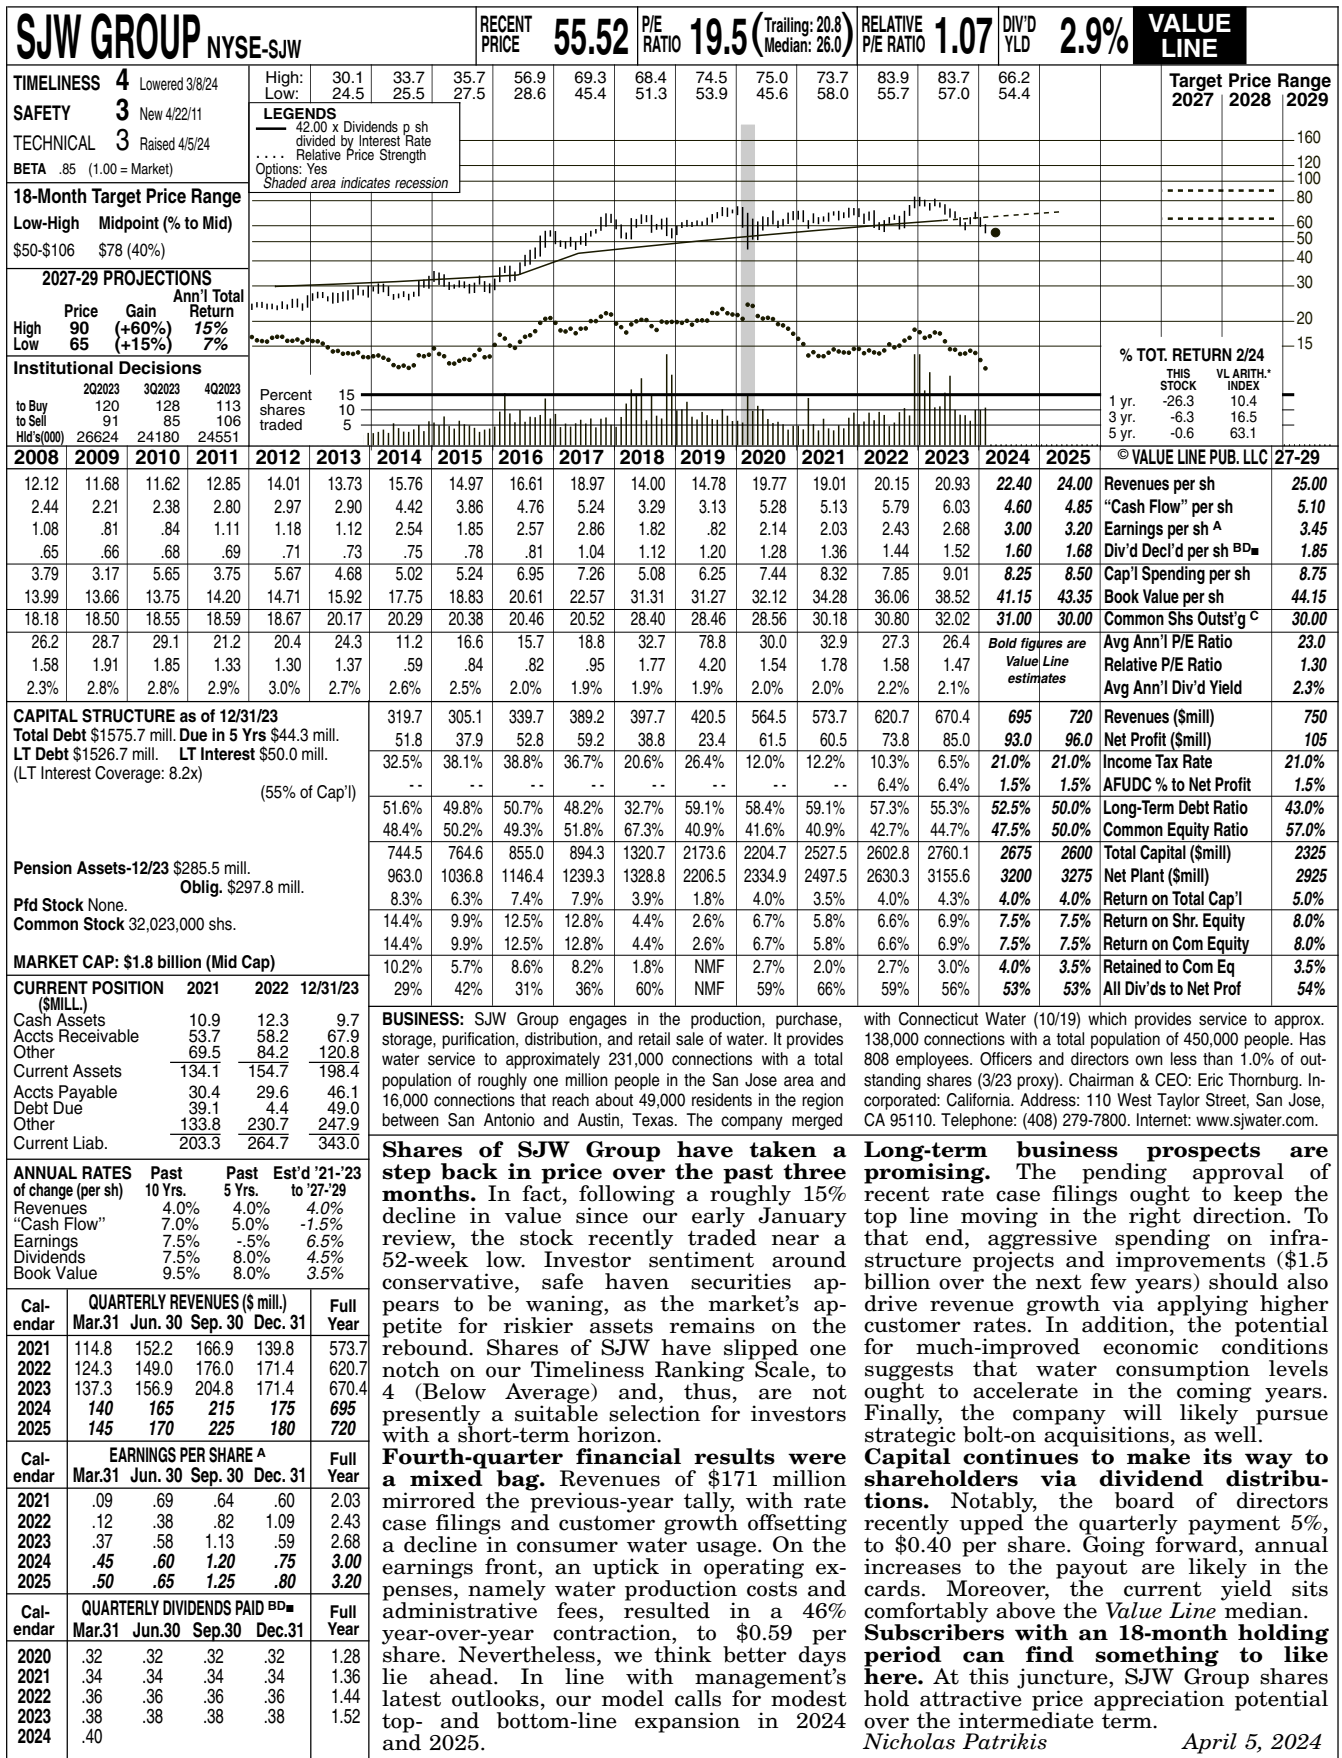 SJW GROUP NYSE-SJW
RECENT PRICE 55.52
P/E RATIO 19.5 (Trailing: 20.8 Median: 26.0)
RELATIVE P/E RATIO 1.07
DIV'D YLD 2.9%
VALUE LINE
TIMELINESS 4 Lowered 3/8/24
SAFETY 3 New 4/22/11
TECHNICAL 3 Raised 4/5/24
BETA .85 (1.00 = Market)
18-Month Target Price Range
Low-High Midpoint (% to Mid)
$50-$106 $78 (40%)
2027-29 PROJECTIONS
Ann'l Total
Price Gain Return
High 90 (+60%) 15%
Low 65 (+15%) 7%
Institutional Decisions
2Q2023 3Q2023 4Q2023
to Buy 120 128 113
to Sell 91 85 106
Hld's(000) 26624 24180 24551
High: 30.1 33.7 35.7 56.9 69.3 68.4 74.5 75.0 73.7 83.9 83.7 66.2
Low: 24.5 25.5 27.5 28.6 45.4 51.3 53.9 45.6 58.0 55.7 57.0 54.4
LEGENDS
42.00 x Dividends p sh
divided by Interest Rate
. . . . Relative Price Strength
Options: Yes
Shaded area indicates recession
Target Price Range
2027 2028 2029
160
120
100
80
60
50
40
30
20
15
Percent 15
shares 10
traded 5
% TOT. RETURN 2/24
THIS STOCK VL ARITH.* INDEX
1 yr. -26.3 10.4
3 yr. -6.3 16.5
5 yr. -0.6 63.1
2008 2009 2010 2011 2012 2013 2014 2015 2016 2017 2018 2019 2020 2021 2022 2023 2024 2025 © VALUE LINE PUB. LLC 27-29
12.12 11.68 11.62 12.85 14.01 13.73 15.76 14.97 16.61 18.97 14.00 14.78 19.77 19.01 20.15 20.93 22.40 24.00 Revenues per sh 25.00
2.44 2.21 2.38 2.80 2.97 2.90 4.42 3.86 4.76 5.24 3.29 3.13 5.28 5.13 5.79 6.03 4.60 4.85 "Cash Flow" per sh 5.10
1.08 .81 .84 1.11 1.18 1.12 2.54 1.85 2.57 2.86 1.82 .82 2.14 2.03 2.43 2.68 3.00 3.20 Earnings per sh A 3.45
.65 .66 .68 .69 .71 .73 .75 .78 .81 1.04 1.12 1.20 1.28 1.36 1.44 1.52 1.60 1.68 Div'd Decl'd per sh BD■ 1.85
3.79 3.17 5.65 3.75 5.67 4.68 5.02 5.24 6.95 7.26 5.08 6.25 7.44 8.32 7.85 9.01 8.25 8.50 Cap'l Spending per sh 8.75
13.99 13.66 13.75 14.20 14.71 15.92 17.75 18.83 20.61 22.57 31.31 31.27 32.12 34.28 36.06 38.52 41.15 43.35 Book Value per sh 44.15
18.18 18.50 18.55 18.59 18.67 20.17 20.29 20.38 20.46 20.52 28.40 28.46 28.56 30.18 30.80 32.02 31.00 30.00 Common Shs Outst'g C 30.00
26.2 28.7 29.1 21.2 20.4 24.3 11.2 16.6 15.7 18.8 32.7 78.8 30.0 32.9 27.3 26.4 Bold figures are Avg Ann'l P/E Ratio 23.0
1.58 1.91 1.85 1.33 1.30 1.37 .59 .84 .82 .95 1.77 4.20 1.54 1.78 1.58 1.47 Value Line Relative P/E Ratio 1.30
2.3% 2.8% 2.8% 2.9% 3.0% 2.7% 2.6% 2.5% 2.0% 1.9% 1.9% 1.9% 2.0% 2.0% 2.2% 2.1% estimates Avg Ann'l Div'd Yield 2.3%
CAPITAL STRUCTURE as of 12/31/23
Total Debt $1575.7 mill. Due in 5 Yrs $44.3 mill.
LT Debt $1526.7 mill. LT Interest $50.0 mill.
(LT Interest Coverage: 8.2x)
(55% of Cap'l)
Pension Assets-12/23 $285.5 mill.
Oblig. $297.8 mill.
Pfd Stock None.
Common Stock 32,023,000 shs.
MARKET CAP: $1.8 billion (Mid Cap)
319.7 305.1 339.7 389.2 397.7 420.5 564.5 573.7 620.7 670.4 695 720 Revenues ($mill) 750
51.8 37.9 52.8 59.2 38.8 23.4 61.5 60.5 73.8 85.0 93.0 96.0 Net Profit ($mill) 105
32.5% 38.1% 38.8% 36.7% 20.6% 26.4% 12.0% 12.2% 10.3% 6.5% 21.0% 21.0% Income Tax Rate 21.0%
- - - - - - - - - - - - - - - - 6.4% 6.4% 1.5% 1.5% AFUDC % to Net Profit 1.5%
51.6% 49.8% 50.7% 48.2% 32.7% 59.1% 58.4% 59.1% 57.3% 55.3% 52.5% 50.0% Long-Term Debt Ratio 43.0%
48.4% 50.2% 49.3% 51.8% 67.3% 40.9% 41.6% 40.9% 42.7% 44.7% 47.5% 50.0% Common Equity Ratio 57.0%
744.5 764.6 855.0 894.3 1320.7 2173.6 2204.7 2527.5 2602.8 2760.1 2675 2600 Total Capital ($mill) 2325
963.0 1036.8 1146.4 1239.3 1328.8 2206.5 2334.9 2497.5 2630.3 3155.6 3200 3275 Net Plant ($mill) 2925
8.3% 6.3% 7.4% 7.9% 3.9% 1.8% 4.0% 3.5% 4.0% 4.3% 4.0% 4.0% Return on Total Cap'l 5.0%
14.4% 9.9% 12.5% 12.8% 4.4% 2.6% 6.7% 5.8% 6.6% 6.9% 7.5% 7.5% Return on Shr. Equity 8.0%
14.4% 9.9% 12.5% 12.8% 4.4% 2.6% 6.7% 5.8% 6.6% 6.9% 7.5% 7.5% Return on Com Equity 8.0%
10.2% 5.7% 8.6% 8.2% 1.8% NMF 2.7% 2.0% 2.7% 3.0% 4.0% 3.5% Retained to Com Eq 3.5%
29% 42% 31% 36% 60% NMF 59% 66% 59% 56% 53% 53% All Div'ds to Net Prof 54%
CURRENT POSITION 2021 2022 12/31/23
($MILL.)
Cash Assets 10.9 12.3 9.7
Accts Receivable 53.7 58.2 67.9
Other 69.5 84.2 120.8
Current Assets 134.1 154.7 198.4
Accts Payable 30.4 29.6 46.1
Debt Due 39.1 4.4 49.0
Other 133.8 230.7 247.9
Current Liab. 203.3 264.7 343.0
ANNUAL RATES Past Past Est'd '21-'23
of change (per sh) 10 Yrs. 5 Yrs. to '27-'29
Revenues 4.0% 4.0% 4.0%
"Cash Flow" 7.0% 5.0% -1.5%
Earnings 7.5% -.5% 6.5%
Dividends 7.5% 8.0% 4.5%
Book Value 9.5% 8.0% 3.5%
Cal-endar QUARTERLY REVENUES ($ mill.) Full Year
Mar.31 Jun. 30 Sep. 30 Dec. 31
2021 114.8 152.2 166.9 139.8 573.7
2022 124.3 149.0 176.0 171.4 620.7
2023 137.3 156.9 204.8 171.4 670.4
2024 140 165 215 175 695
2025 145 170 225 180 720
Cal-endar EARNINGS PER SHARE A Full Year
Mar.31 Jun. 30 Sep. 30 Dec. 31
2021 .09 .69 .64 .60 2.03
2022 .12 .38 .82 1.09 2.43
2023 .37 .58 1.13 .59 2.68
2024 .45 .60 1.20 .75 3.00
2025 .50 .65 1.25 .80 3.20
Cal-endar QUARTERLY DIVIDENDS PAID BD■ Full Year
Mar.31 Jun.30 Sep.30 Dec.31
2020 .32 .32 .32 .32 1.28
2021 .34 .34 .34 .34 1.36
2022 .36 .36 .36 .36 1.44
2023 .38 .38 .38 .38 1.52
2024 .40
BUSINESS: SJW Group engages in the production, purchase,
storage, purification, distribution, and retail sale of water. It provides
water service to approximately 231,000 connections with a total
population of roughly one million people in the San Jose area and
16,000 connections that reach about 49,000 residents in the region
between San Antonio and Austin, Texas. The company merged
with Connecticut Water (10/19) which provides service to approx.
138,000 connections with a total population of 450,000 people. Has
808 employees. Officers and directors own less than 1.0% of out-
standing shares (3/23 proxy). Chairman & CEO: Eric Thornburg. In-
corporated: California. Address: 110 West Taylor Street, San Jose,
CA 95110. Telephone: (408) 279-7800. Internet: www.sjwater.com.
Shares of SJW Group have taken a
step back in price over the past three
months. In fact, following a roughly 15%
decline in value since our early January
review, the stock recently traded near a
52-week low. Investor sentiment around
conservative, safe haven securities ap-
pears to be waning, as the market's ap-
petite for riskier assets remains on the
rebound. Shares of SJW have slipped one
notch on our Timeliness Ranking Scale, to
4 (Below Average) and, thus, are not
presently a suitable selection for investors
with a short-term horizon.
Fourth-quarter financial results were
a mixed bag. Revenues of $171 million
mirrored the previous-year tally, with rate
case filings and customer growth offsetting
a decline in consumer water usage. On the
earnings front, an uptick in operating ex-
penses, namely water production costs and
administrative fees, resulted in a 46%
year-over-year contraction, to $0.59 per
share. Nevertheless, we think better days
lie ahead. In line with management's
latest outlooks, our model calls for modest
top- and bottom-line expansion in 2024
and 2025.
Long-term business prospects are
promising. The pending approval of
recent rate case filings ought to keep the
top line moving in the right direction. To
that end, aggressive spending on infra-
structure projects and improvements ($1.5
billion over the next few years) should also
drive revenue growth via applying higher
customer rates. In addition, the potential
for much-improved economic conditions
suggests that water consumption levels
ought to accelerate in the coming years.
Finally, the company will likely pursue
strategic bolt-on acquisitions, as well.
Capital continues to make its way to
shareholders via dividend distribu-
tions. Notably, the board of directors
recently upped the quarterly payment 5%,
to $0.40 per share. Going forward, annual
increases to the payout are likely in the
cards. Moreover, the current yield sits
comfortably above the Value Line median.
Subscribers with an 18-month holding
period can find something to like
here. At this juncture, SJW Group shares
hold attractive price appreciation potential
over the intermediate term.
Nicholas Patrikis April 5, 2024